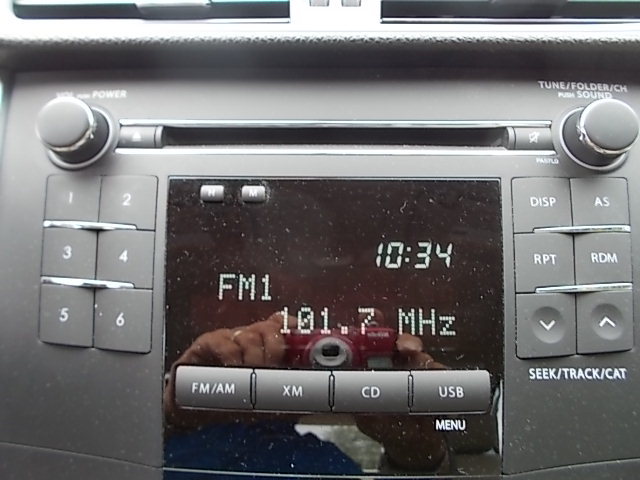 VOL PUSH POWER
TUNE/FOLDER/CH
PUSH SOUND
PASTLD
1 2
H M
DISP AS
10:34
3 4
RPT RDM
FM1
101.7 MHz
5 6
SEEK/TRACK/CAT
FM/AM XM CD USB
MENU